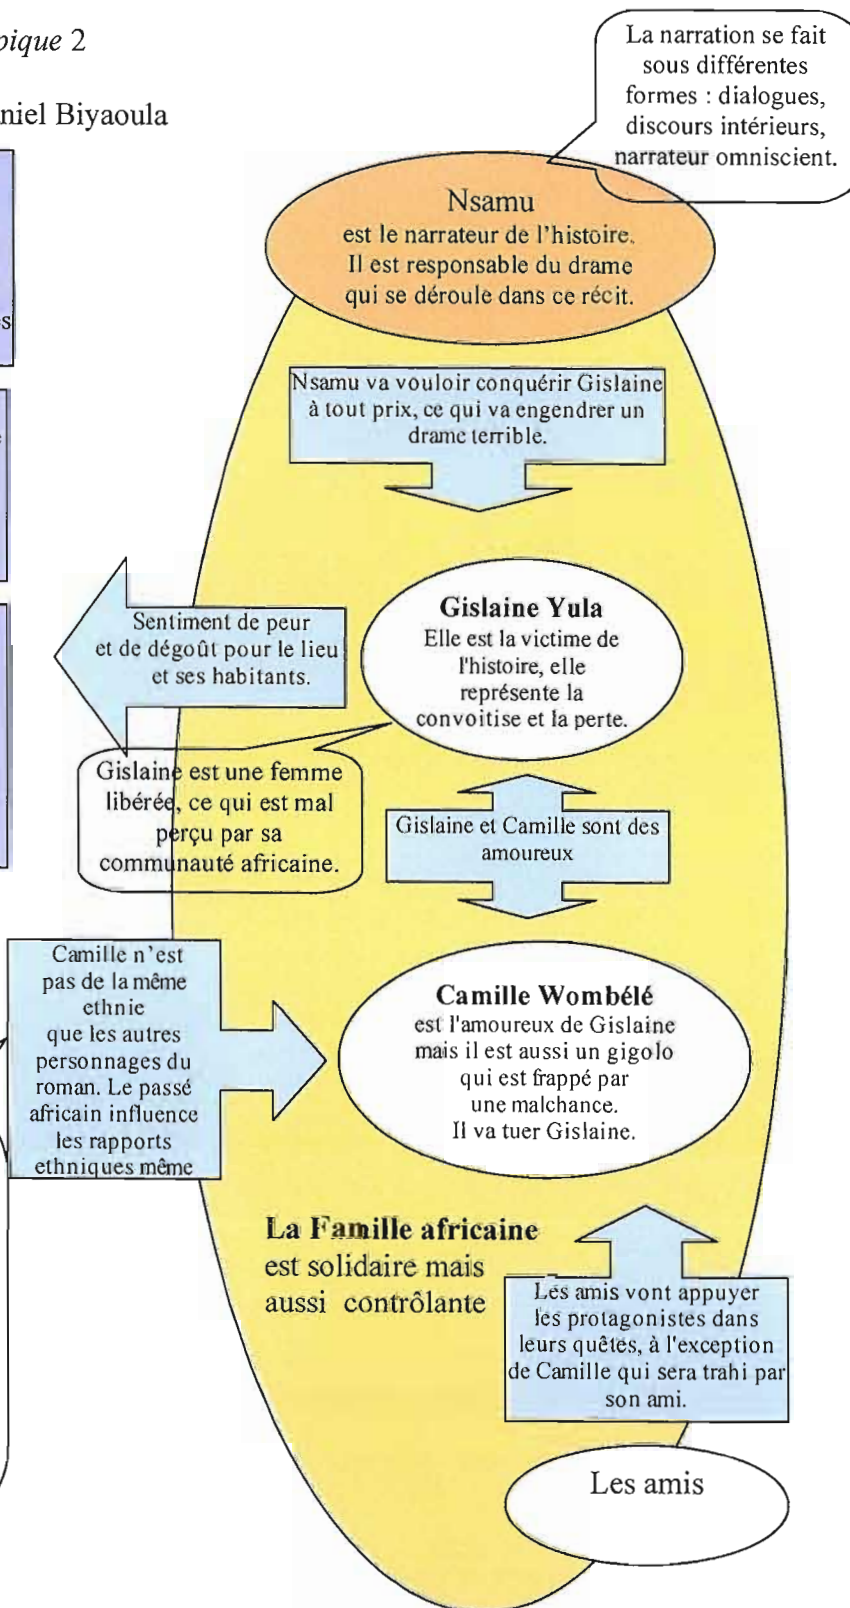 pique 2
niel Biyaoula
La narration se fait
sous différentes
formes : dialogues,
discours intérieurs,
narrateur omniscient.
Nsamu
est le narrateur de l'histoire.
Il est responsable du drame
qui se déroule dans ce récit.
es
Nsamu va vouloir conquérir Gislaine
à tout prix, ce qui va engendrer un
drame terrible.
Gislaine Yula
Elle est la victime de
l'histoire, elle
représente la
convoitise et la perte.
Sentiment de peur
et de dégoût pour le lieu
et ses habitants.
Gislaine est une femme
libérée, ce qui est mal
perçu par sa
communauté africaine.
Gislaine et Camille sont des
amoureux
Camille n'est
pas de la même
ethnie
que les autres
personnages du
roman. Le passé
africain influence
les rapports
ethniques même
Camille Wombélé
est l'amoureux de Gislaine
mais il est aussi un gigolo
qui est frappé par
une malchance.
Il va tuer Gislaine.
La Famille africaine
est solidaire mais
aussi contrôlante
Les amis vont appuyer
les protagonistes dans
leurs quêtes, à l'exception
de Camille qui sera trahi par
son ami.
Les amis